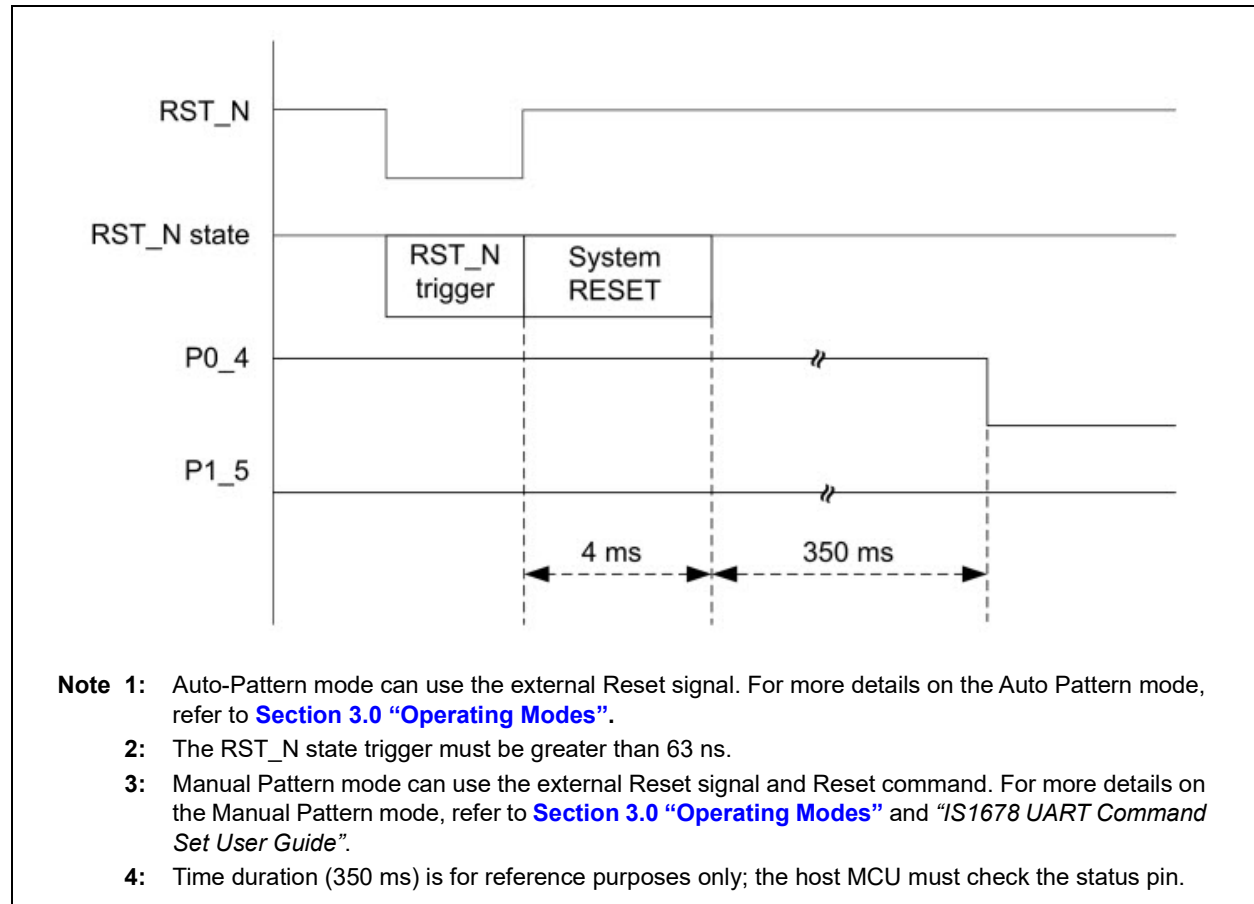 RST_N
RST_N state
RST_N
trigger
System
RESET
P0_4
P1_5
4 ms
350 ms
Note 1: Auto-Pattern mode can use the external Reset signal. For more details on the Auto Pattern mode,
refer to Section 3.0 “Operating Modes”.
2: The RST_N state trigger must be greater than 63 ns.
3: Manual Pattern mode can use the external Reset signal and Reset command. For more details on
the Manual Pattern mode, refer to Section 3.0 “Operating Modes” and “IS1678 UART Command
Set User Guide”.
4: Time duration (350 ms) is for reference purposes only; the host MCU must check the status pin.